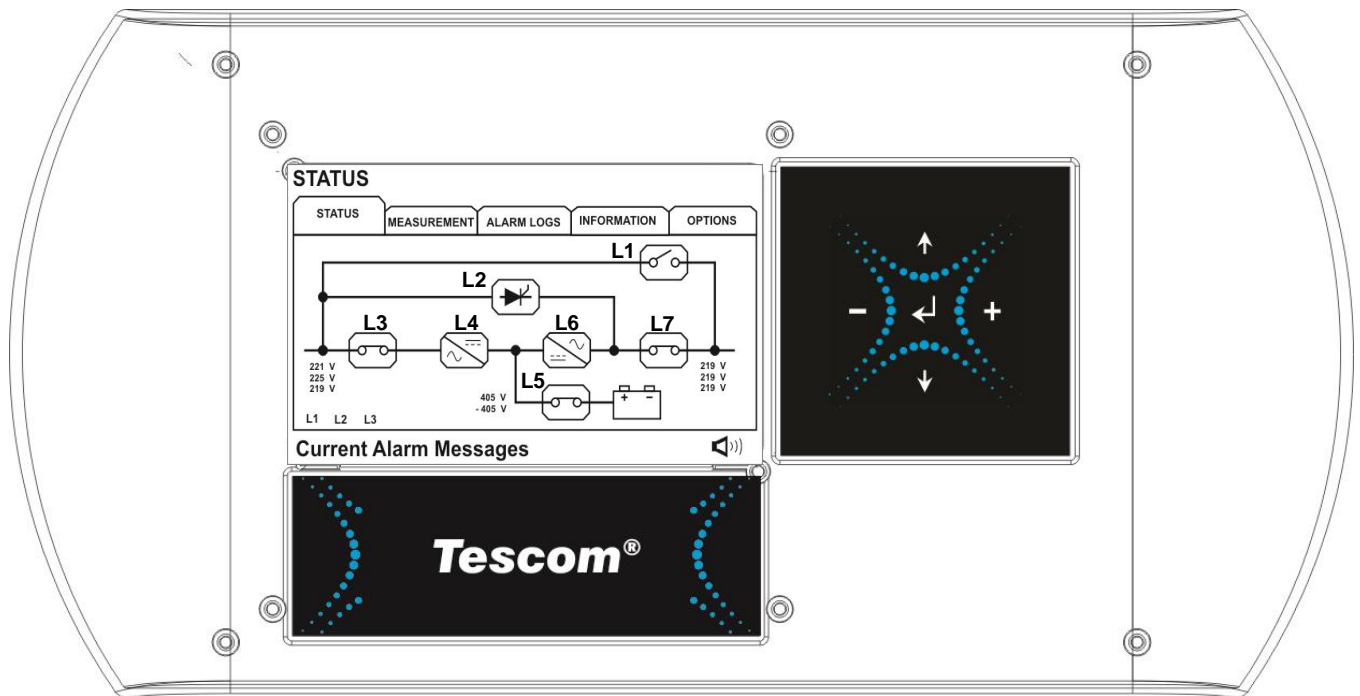 STATUS
STATUS MEASUREMENT ALARM LOGS INFORMATION OPTIONS
L1
L2
L3 L4 L6 L7
221 V
225 V
219 V
219 V
219 V
219 V
L5
405 V
- 405 V
+ −
L1 L2 L3
Current Alarm Messages
− +
Tescom®